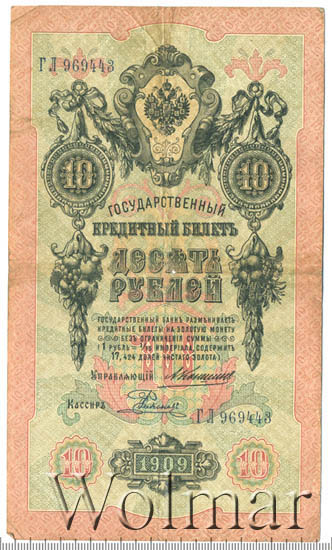 ГЛ 969443
10 10
ГОСУДАРСТВЕННЫЙ
КРЕДИТНЫЙ БИЛЕТЪ
ДЕСЯТЬ
РУБЛЕЙ
ГОСУДАРСТВЕННЫЙ БАНКЪ РАЗМѢНИВАЕТЪ
КРЕДИТНЫЕ БИЛЕТЫ НА ЗОЛОТУЮ МОНЕТУ
БЕЗЪ ОГРАНИЧЕНІЯ СУММЫ
(1 РУБЛЬ = 1/15 ИМПЕРІАЛА, СОДЕРЖИТЪ
17,424 ДОЛЕЙ ЧИСТАГО ЗОЛОТА)
УПРАВЛЯЮЩІЙ
КАССИРЪ
ГЛ 969443
10 1909 10
Wolmar